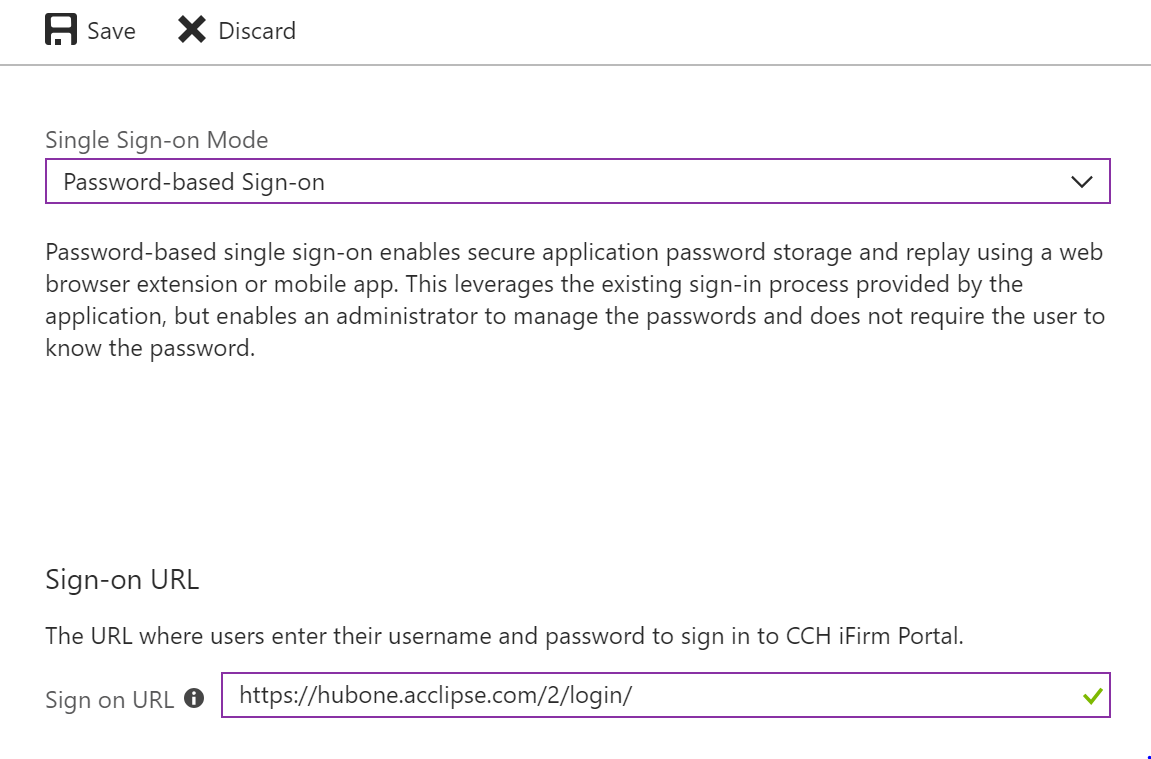 Save Discard
Single Sign-on Mode
Password-based Sign-on
Password-based single sign-on enables secure application password storage and replay using a web
browser extension or mobile app. This leverages the existing sign-in process provided by the
application, but enables an administrator to manage the passwords and does not require the user to
know the password.
Sign-on URL
The URL where users enter their username and password to sign in to CCH iFirm Portal.
Sign on URL https://hubone.acclipse.com/2/login/